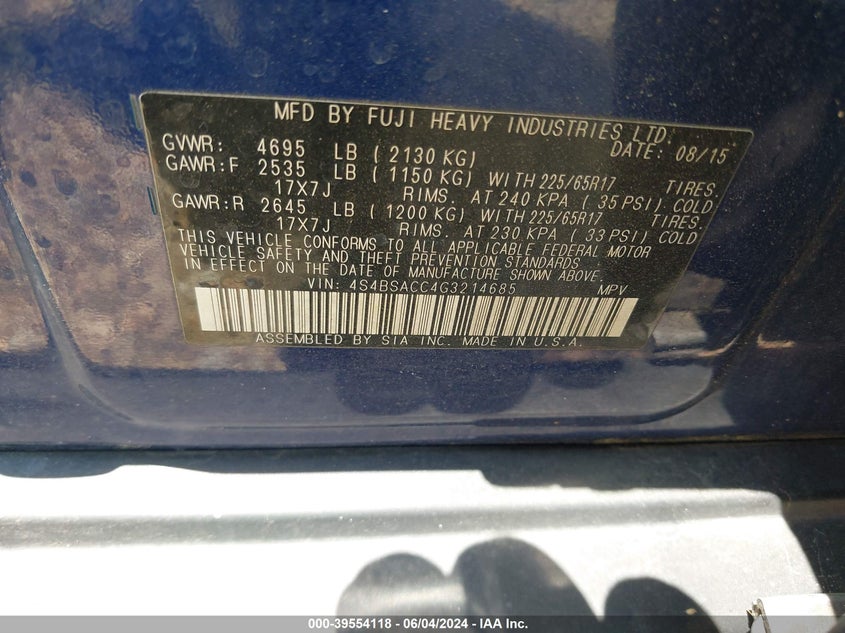 MFD BY FUJI HEAVY INDUSTRIES LTD.
GVWR: 4695 LB ( 2130 KG) DATE: 08/15
GAWR: F 2535 LB ( 1150 KG) WITH 225/65R17 TIRES.
17X7J RIMS. AT 240 KPA ( 35 PSI) COLD
GAWR: R 2645 LB ( 1200 KG) WITH 225/65R17 TIRES.
17X7J RIMS. AT 230 KPA ( 33 PSI) COLD
THIS VEHICLE CONFORMS TO ALL APPLICABLE FEDERAL MOTOR
VEHICLE SAFETY AND THEFT PREVENTION STANDARDS
IN EFFECT ON THE DATE OF MANUFACTURE SHOWN ABOVE.
VIN: 4S4BSACC4G3214685 MPV
ASSEMBLED BY SIA INC. MADE IN U.S.A.
000-39554118 - 06/04/2024 - IAA Inc.